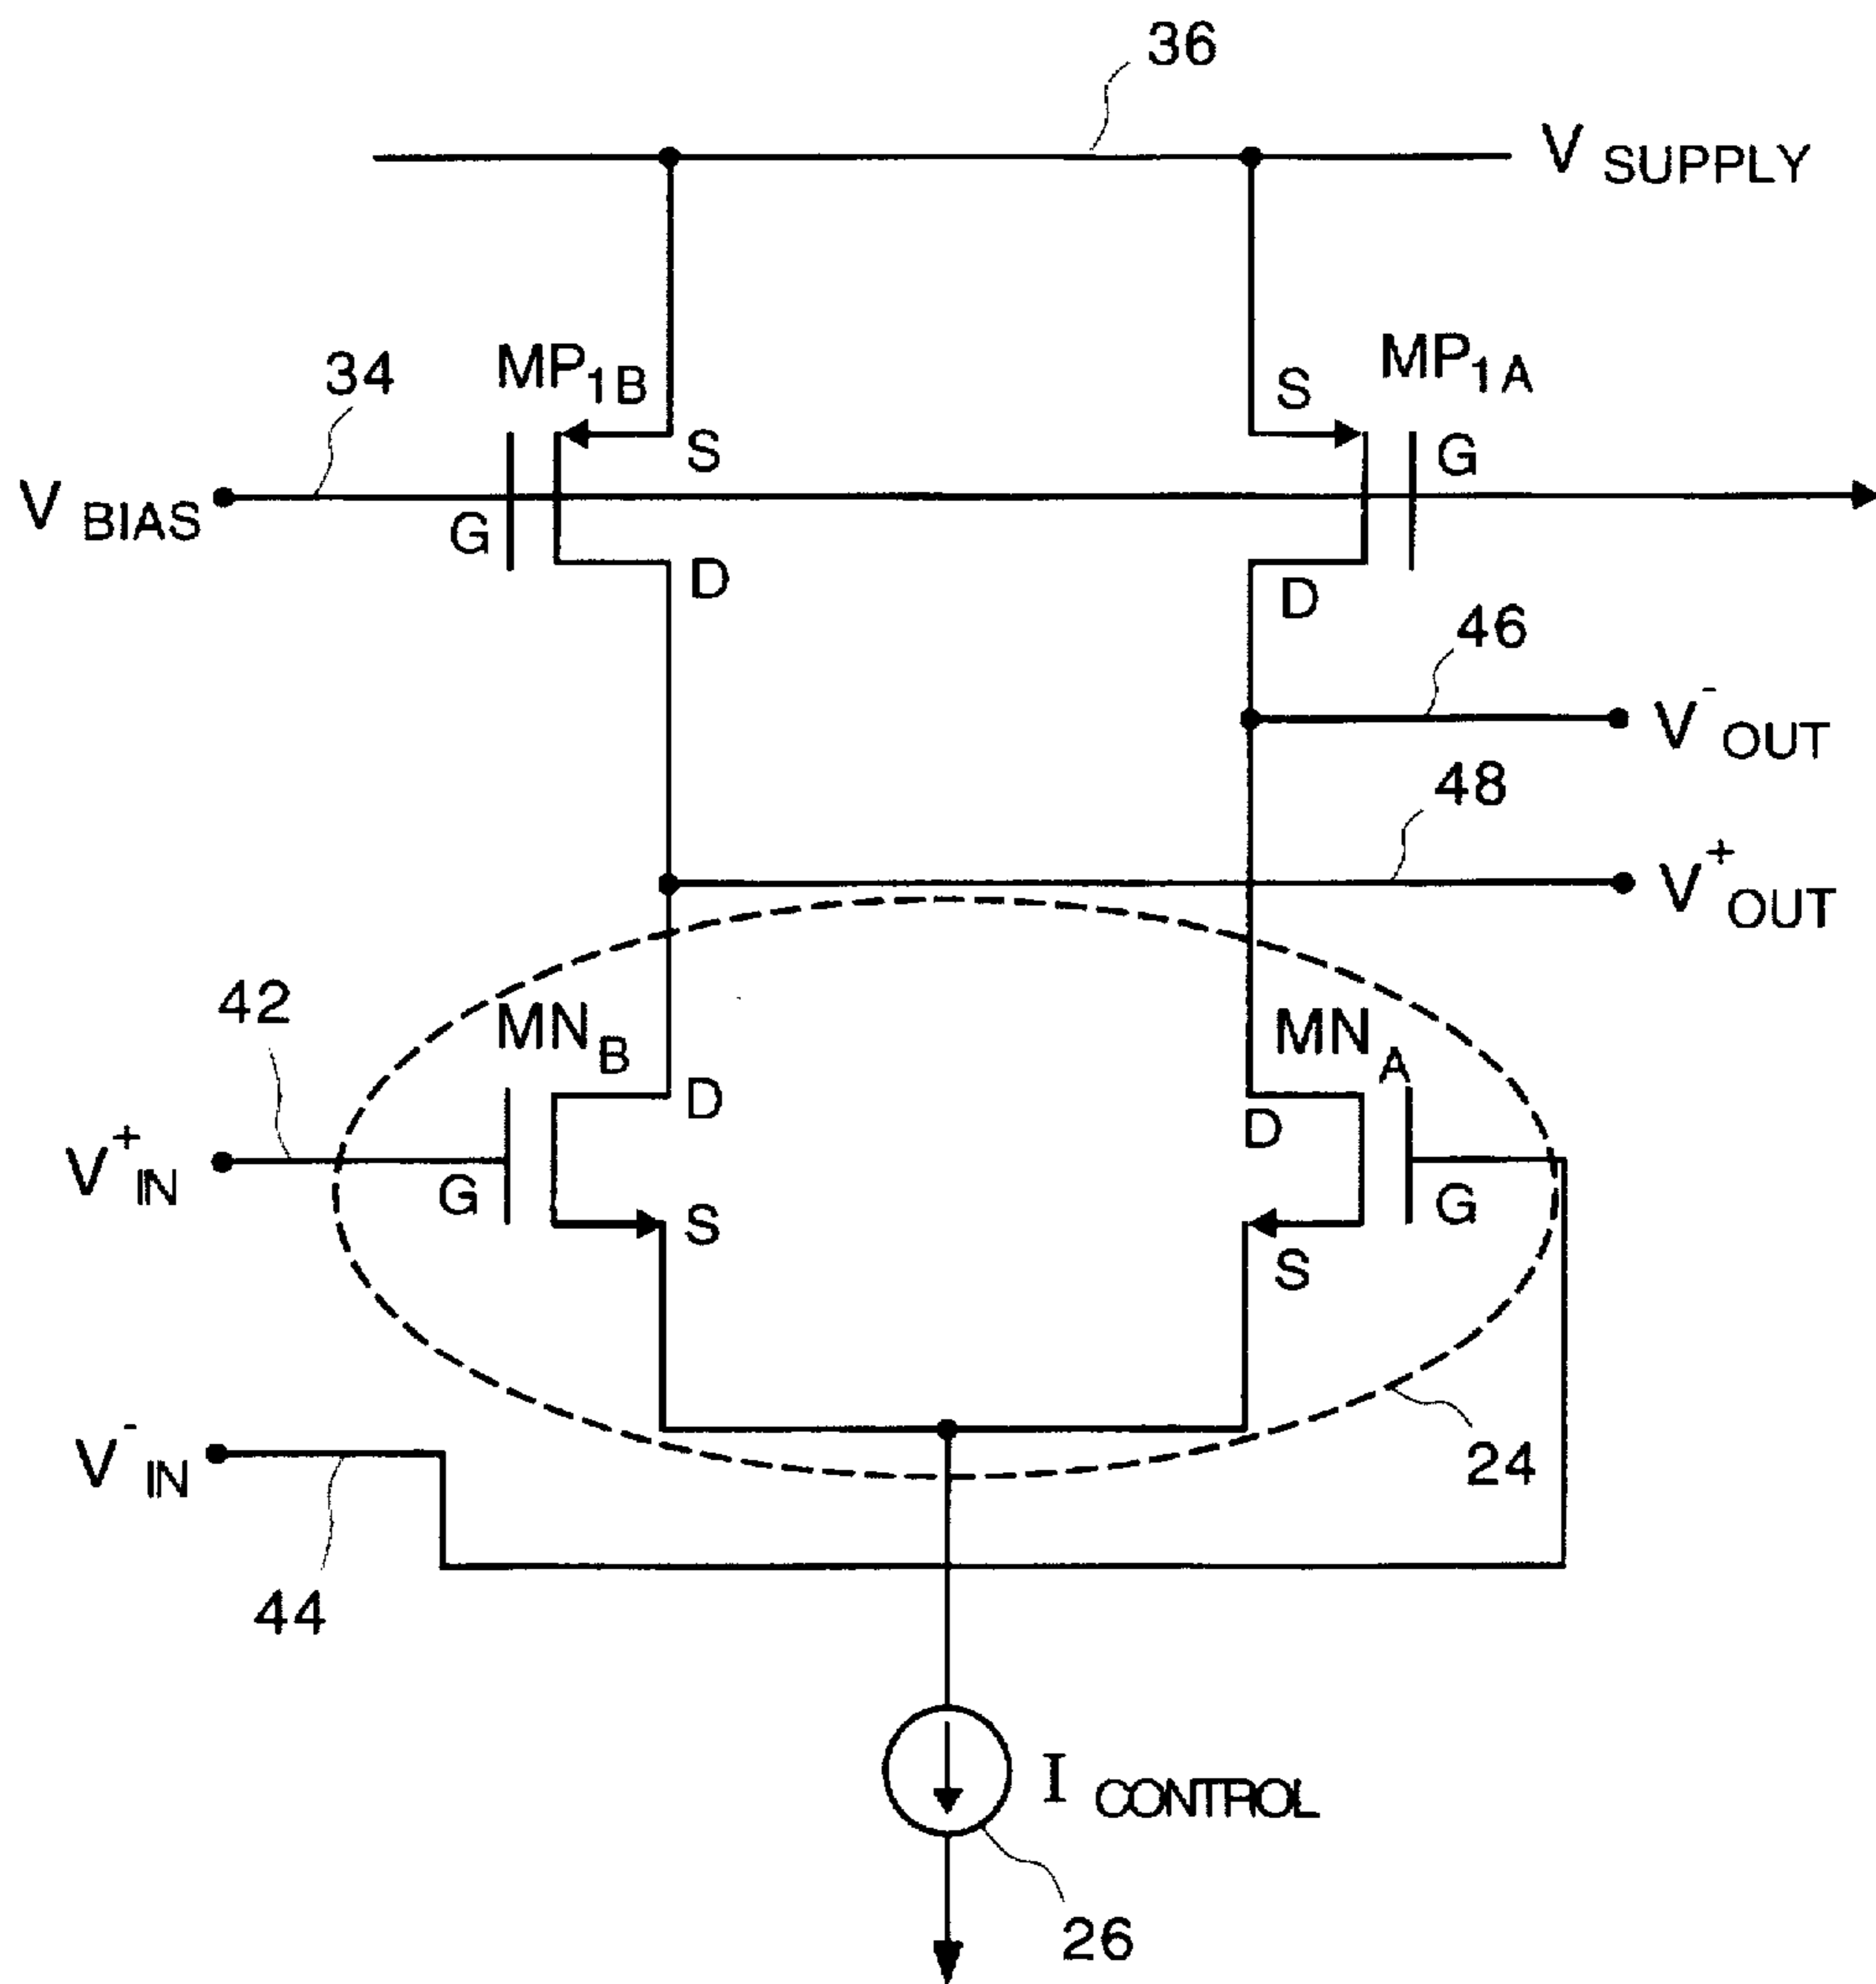 36
V SUPPLY
34
MP1B
S
MP1A
S
G
V BIAS
G
D
D
46
V- OUT
48
V+ OUT
42
MNB
MNA
D
D
V+ IN
G
S
G
S
V- IN
24
44
I CONTROL
26